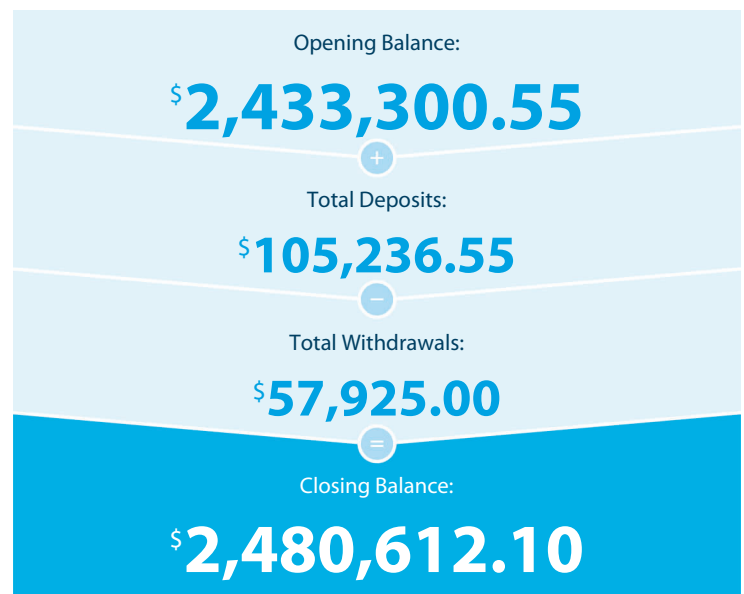 Opening Balance:
$2,433,300.55
+
Total Deposits:
$105,236.55
−
Total Withdrawals:
$57,925.00
=
Closing Balance:
$2,480,612.10